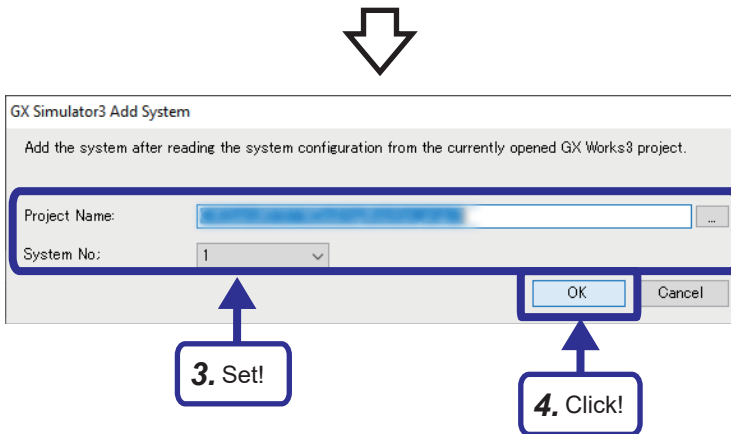 GX Simulator3 Add System
Add the system after reading the system configuration from the currently opened GX Works3 project.
Project Name:
...
System No.:
1
OK Cancel
3. Set!
4. Click!